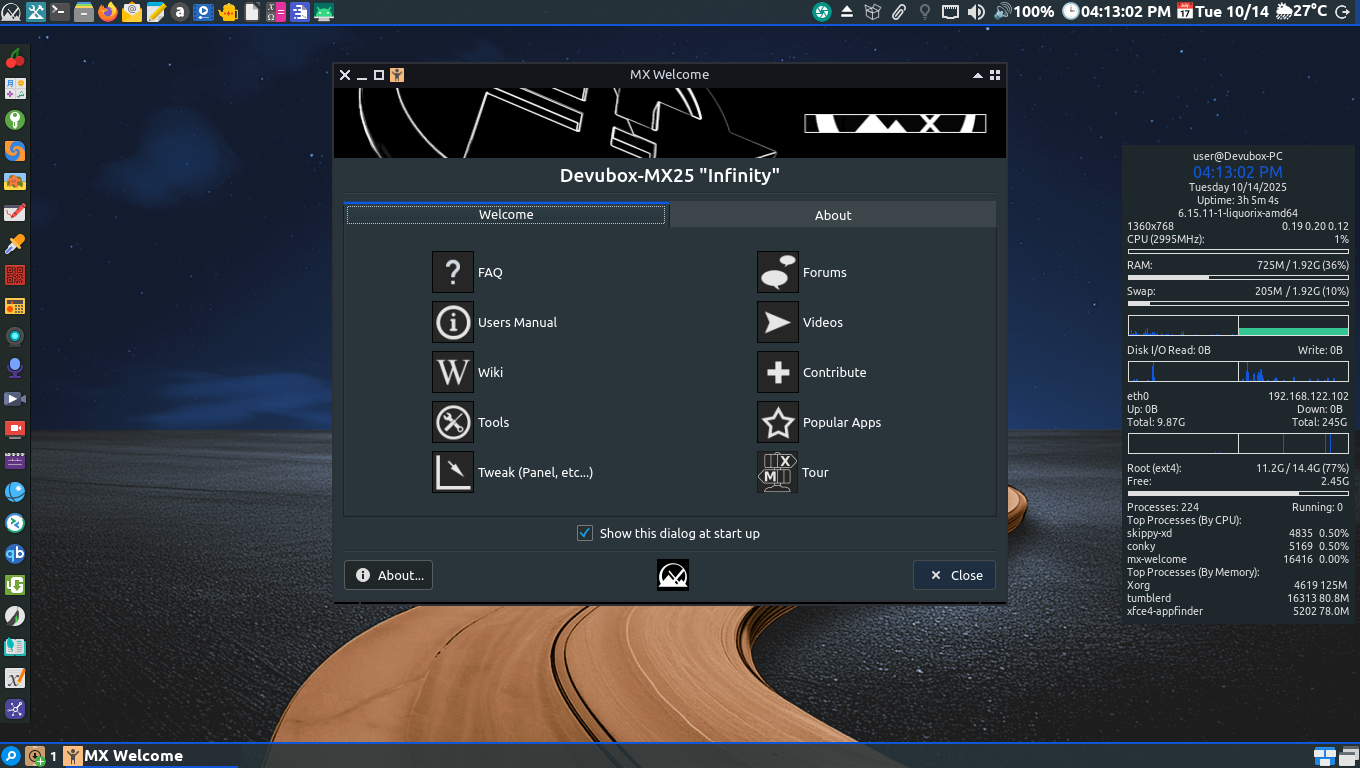 100% 04:13:02 PM Tue 10/14 27°C
MX Welcome
MX
Devubox-MX25 "Infinity"
Welcome About
FAQ Forums
Users Manual Videos
Wiki Contribute
Tools Popular Apps
Tweak (Panel, etc...) Tour
Show this dialog at start up
About... Close
user@Devubox-PC
04:13:02 PM
Tuesday 10/14/2025
Uptime: 3h 5m 4s
6.15.11-1-liquorix-amd64
1360x768 0.19 0.20 0.12
CPU (2995MHz): 1%
RAM: 725M / 1.92G (36%)
Swap: 205M / 1.92G (10%)
Disk I/O Read: 0B Write: 0B
eth0 192.168.122.102
Up: 0B Down: 0B
Total: 9.87G Total: 245G
Root (ext4): 11.2G / 14.4G (77%)
Free: 2.45G
Processes: 224 Running: 0
Top Processes (By CPU):
skippy-xd 4835 0.50%
conky 5169 0.50%
mx-welcome 16416 0.00%
Top Processes (By Memory):
Xorg 4619 125M
tumblerd 16313 80.8M
xfce4-appfinder 5202 78.0M
1 MX Welcome